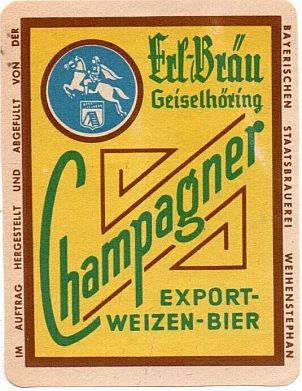 Erl-Bräu
Geiselhöring
Champagner
EXPORT-
WEIZEN-BIER
IM AUFTRAG HERGESTELLT UND ABGEFÜLLT VON DER
BAYERISCHEN STAATSBRAUEREI WEIHENSTEPHAN